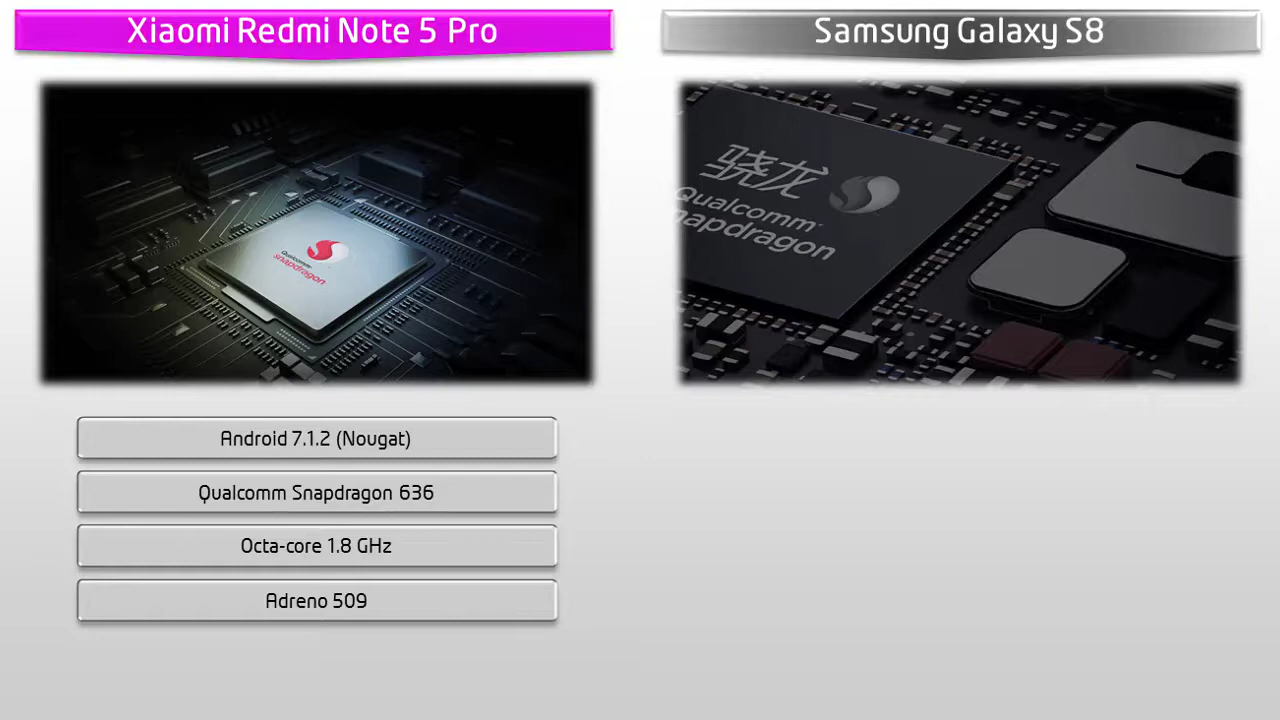 Xiaomi Redmi Note 5 Pro
Samsung Galaxy S8
Qualcomm
snapdragon
骁龙
Qualcomm
snapdragon
Android 7.1.2 (Nougat)
Qualcomm Snapdragon 636
Octa-core 1.8 GHz
Adreno 509